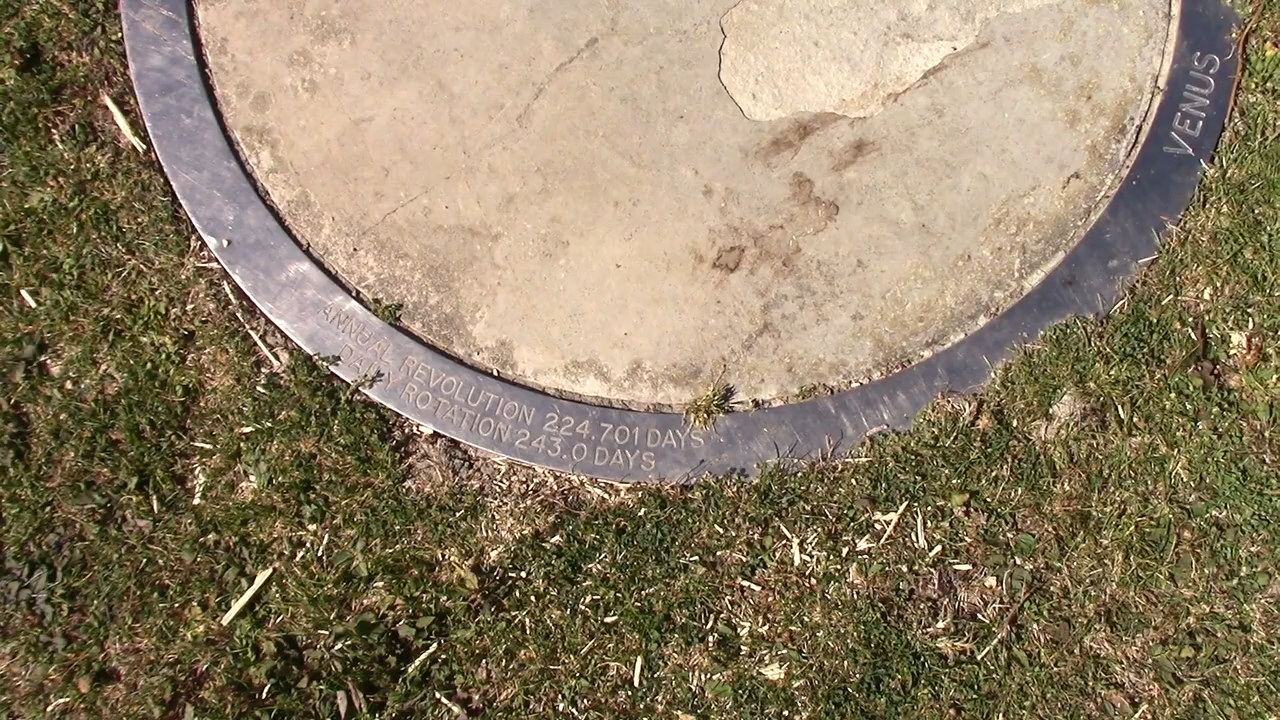 ANNUAL REVOLUTION 224.701 DAYS
DAILY ROTATION 243.0 DAYS
VENUS